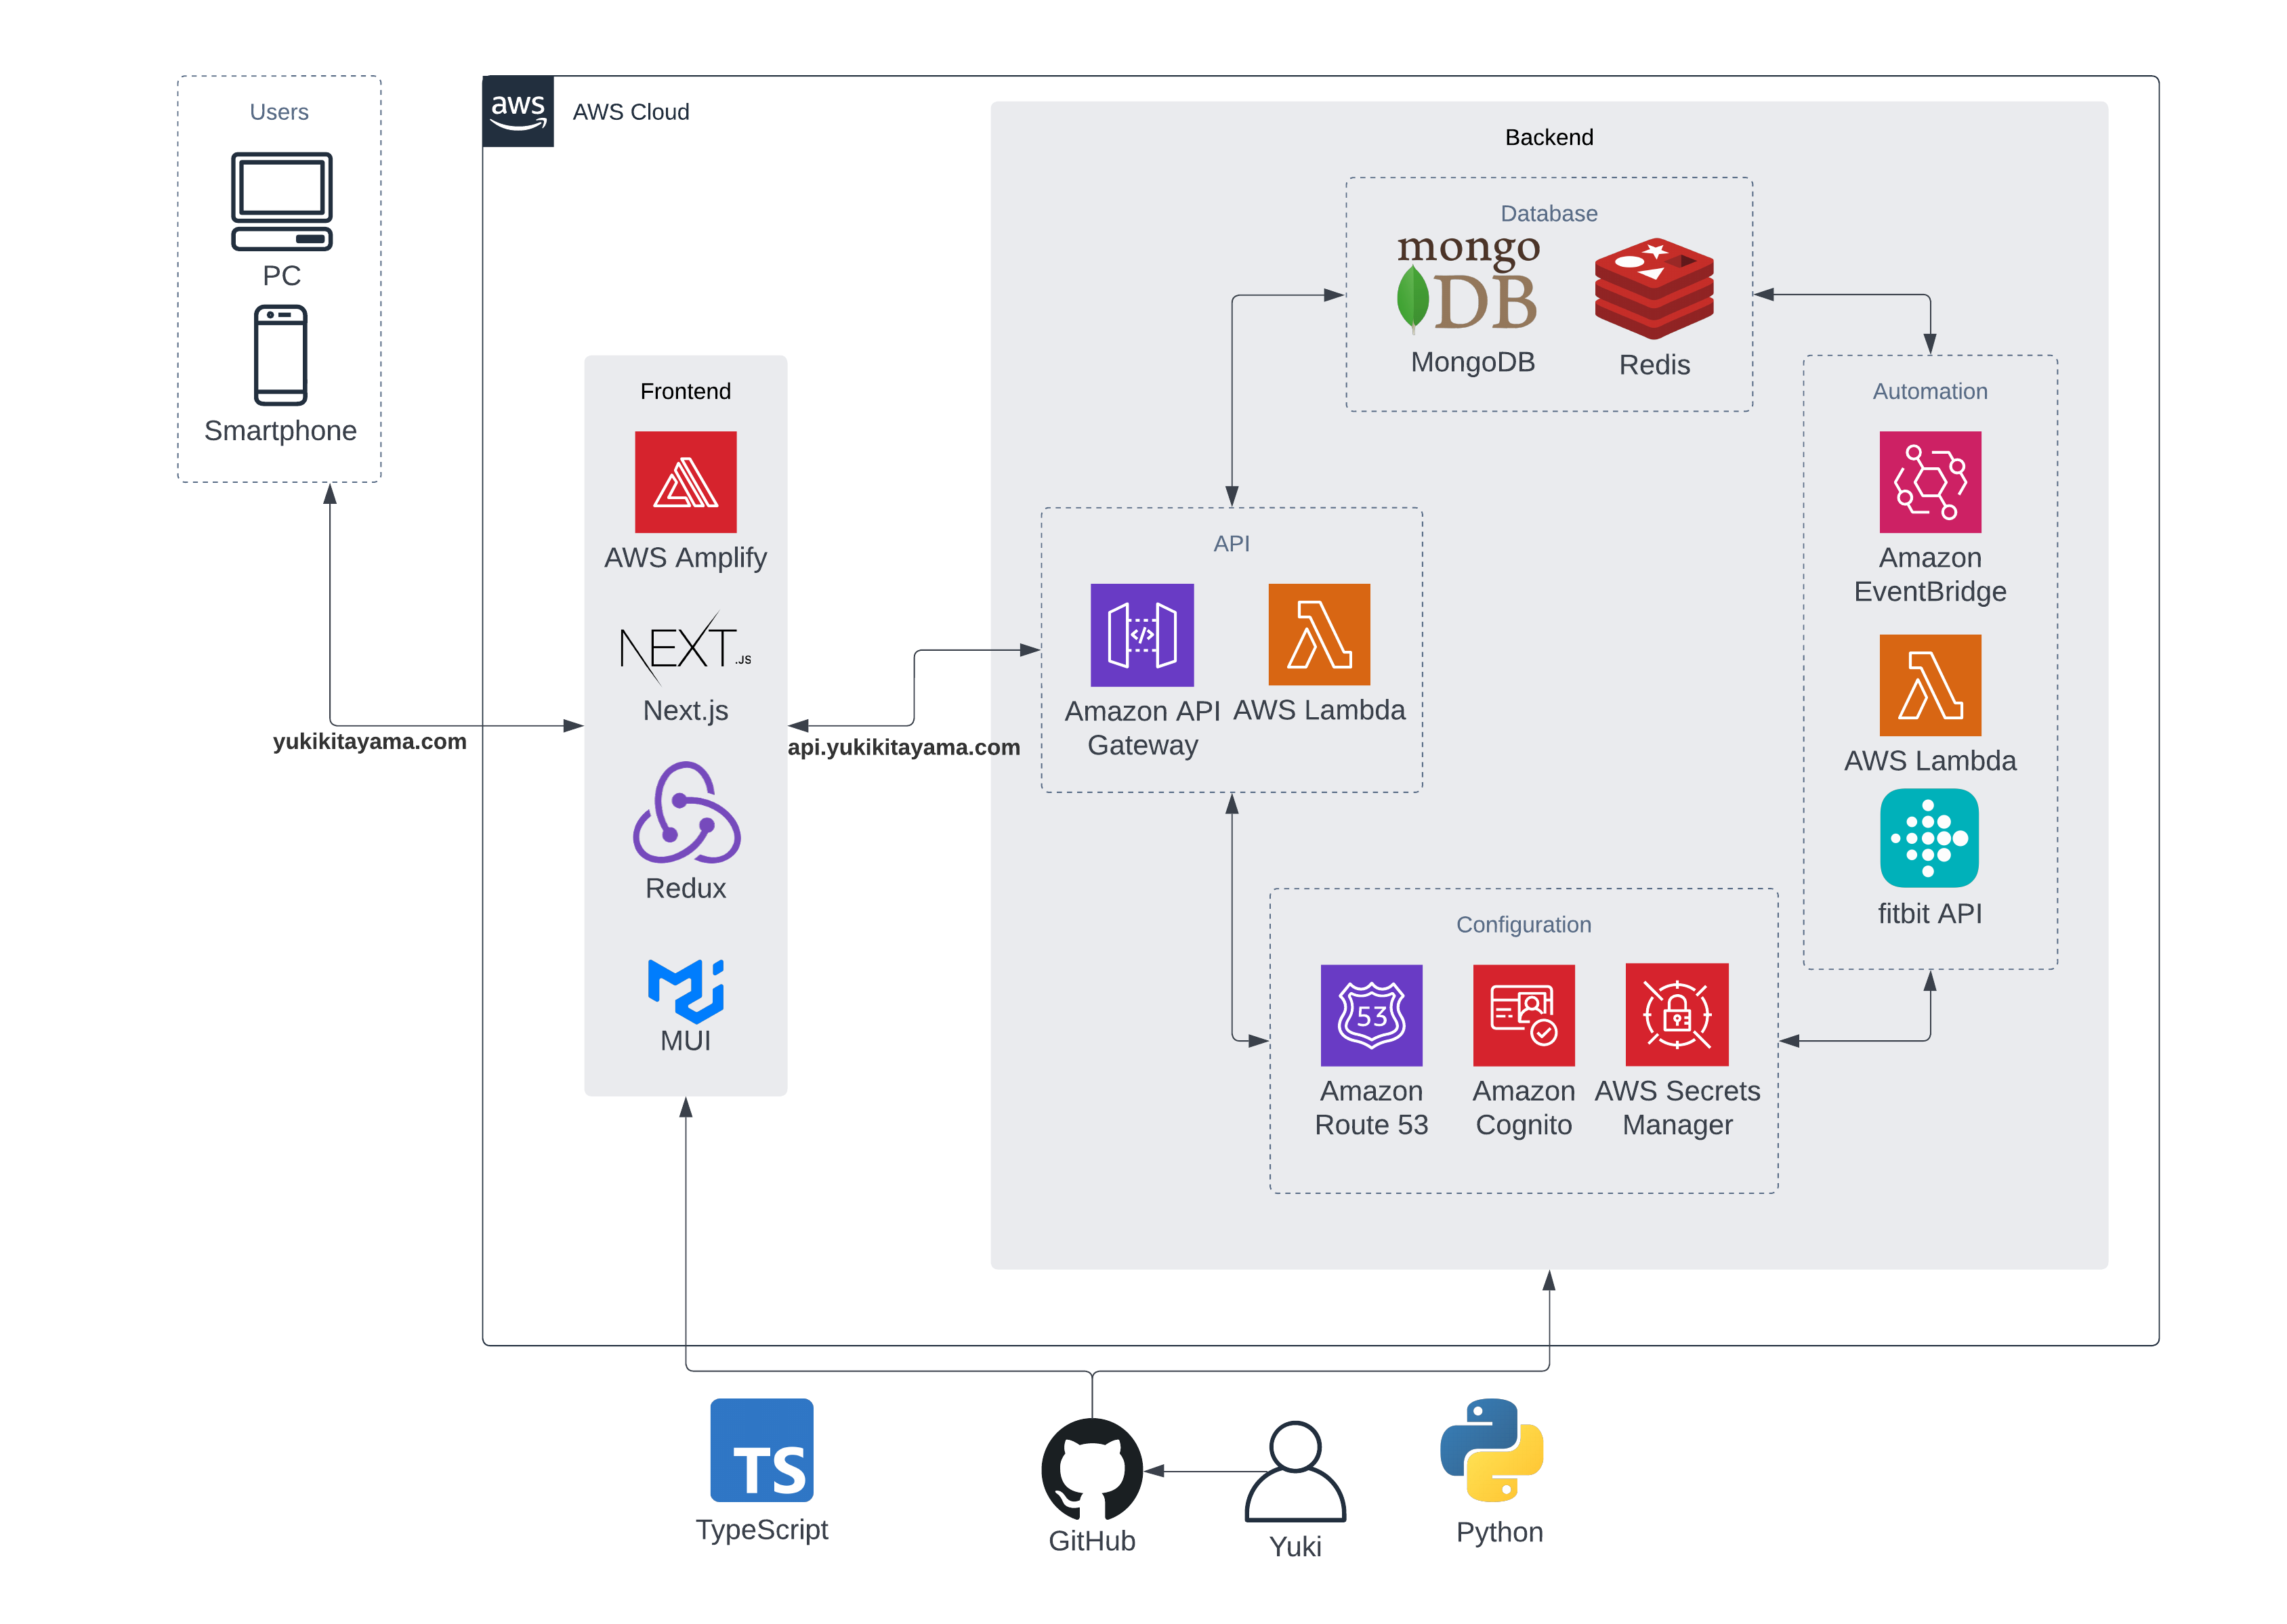 Users
PC
Smartphone
yukikitayama.com
aws
AWS Cloud
Frontend
AWS Amplify
NEXT.JS
Next.js
Redux
MUI
api.yukikitayama.com
Backend
Database
mongo
DB
MongoDB
Redis
API
Amazon API
Gateway
AWS Lambda
Automation
Amazon
EventBridge
AWS Lambda
fitbit API
Configuration
53
Amazon
Route 53
Amazon
Cognito
AWS Secrets
Manager
TS
TypeScript
GitHub
Yuki
Python